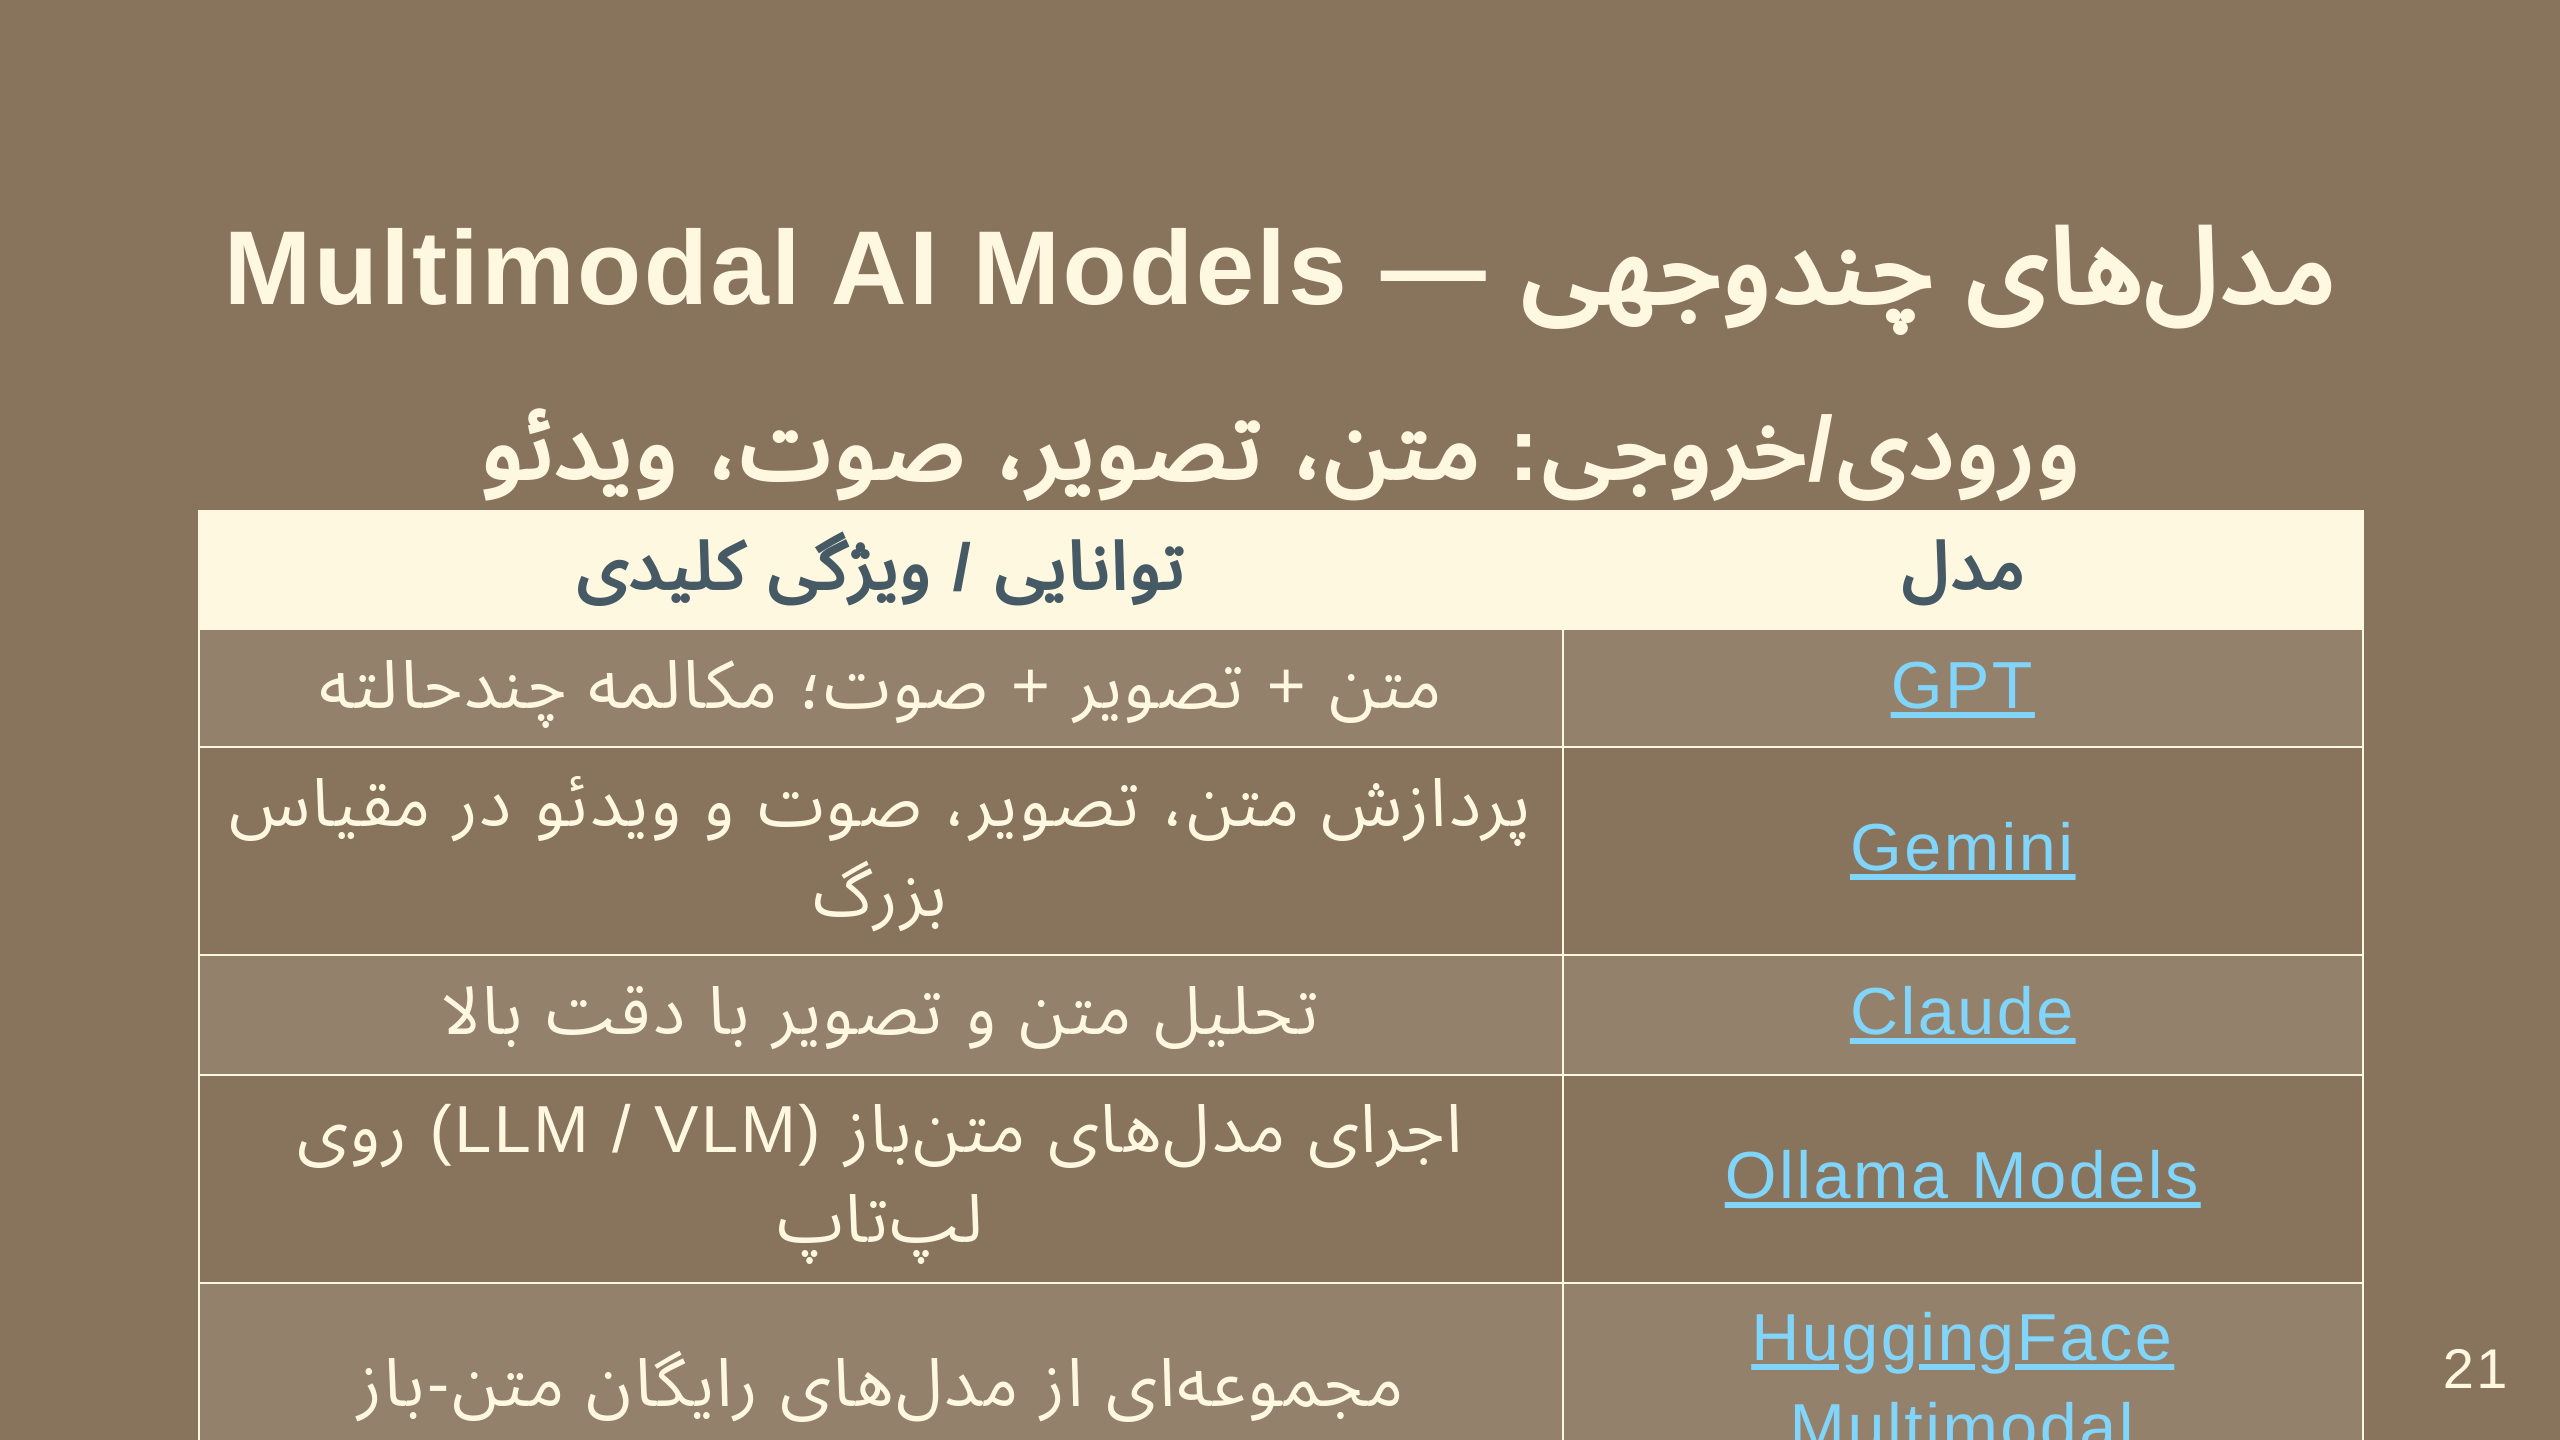 مدل‌های چندوجهی — Multimodal AI Models
ورودی/خروجی: متن، تصویر، صوت، ویدئو
مدل
توانایی / ویژگی کلیدی
GPT
متن + تصویر + صوت؛ مکالمه چندحالته
Gemini
پردازش متن، تصویر، صوت و ویدئو در مقیاس
بزرگ
Claude
تحلیل متن و تصویر با دقت بالا
Ollama Models
اجرای مدل‌های متن‌باز (LLM / VLM) روی
لپ‌تاپ
HuggingFace
Multimodal
مجموعه‌ای از مدل‌های رایگان متن-باز
21